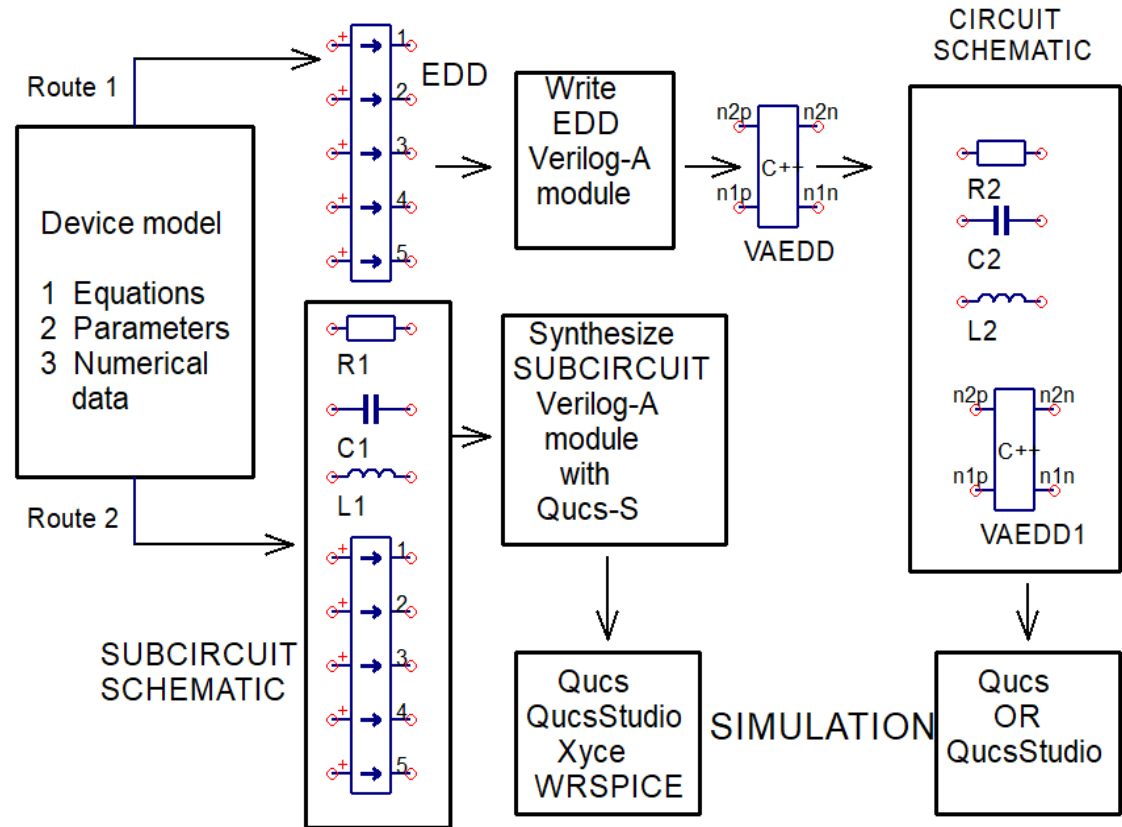 Route 1
Device model
1 Equations
2 Parameters
3 Numerical
data
Route 2
+
1
+
2
+
3
+
4
+
5
EDD
Write
EDD
Verilog-A
module
n2p
n2n
C++
n1p
n1n
VAEDD
CIRCUIT
SCHEMATIC
R2
C2
L2
n2p
n2n
C++
n1p
n1n
VAEDD1
R1
C1
L1
+
1
+
2
+
3
+
4
+
5
SUBCIRCUIT
SCHEMATIC
Synthesize
SUBCIRCUIT
Verilog-A
module
with
Qucs-S
Qucs
QucsStudio
Xyce
WRSPICE
SIMULATION
Qucs
OR
QucsStudio